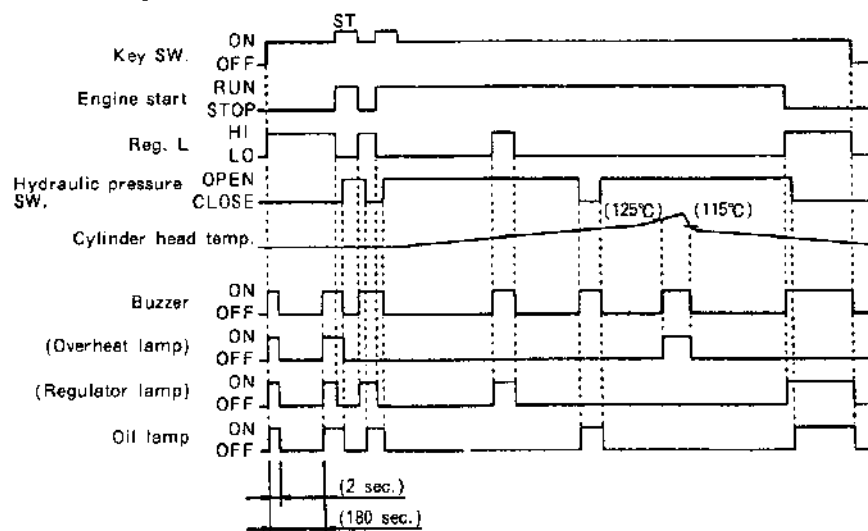 ST
Key SW. ON
OFF
Engine start RUN
STOP
Reg. L HI
LO
Hydraulic pressure SW. OPEN
CLOSE
(125℃) (115℃)
Cylinder head temp.
Buzzer ON
OFF
(Overheat lamp) ON
OFF
(Regulator lamp) ON
OFF
Oil lamp ON
OFF
(2 sec.)
(180 sec.)